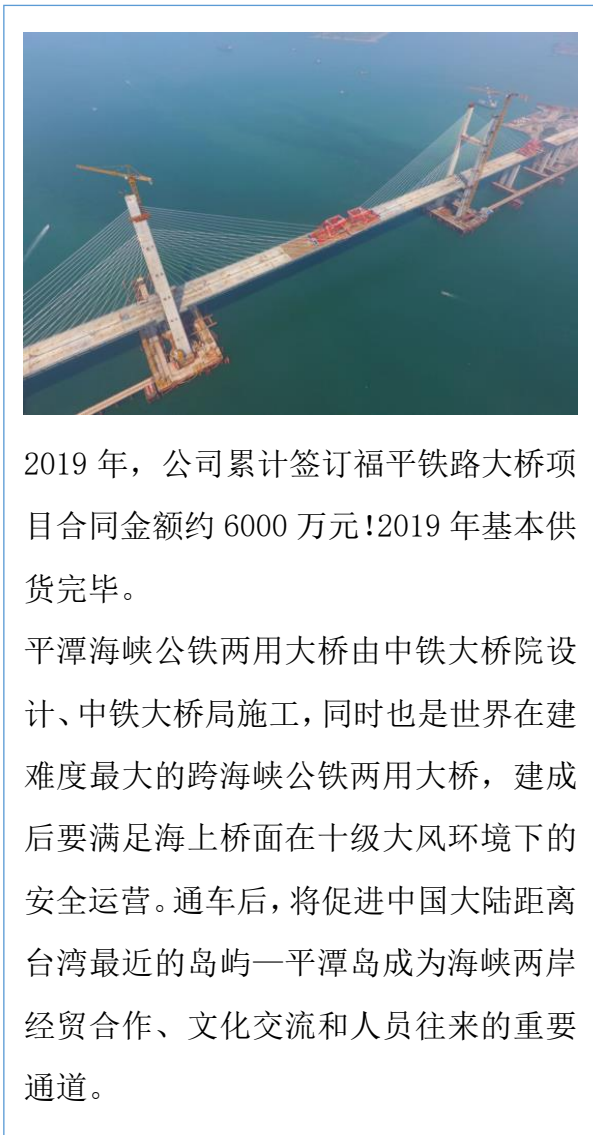 2019 年，公司累计签订福平铁路大桥项
目合同金额约 6000 万元!2019 年基本供
货完毕。
平潭海峡公铁两用大桥由中铁大桥院设
计、中铁大桥局施工，同时也是世界在建
难度最大的跨海峡公铁两用大桥，建成
后要满足海上桥面在十级大风环境下的
安全运营。通车后，将促进中国大陆距离
台湾最近的岛屿—平潭岛成为海峡两岸
经贸合作、文化交流和人员往来的重要
通道。